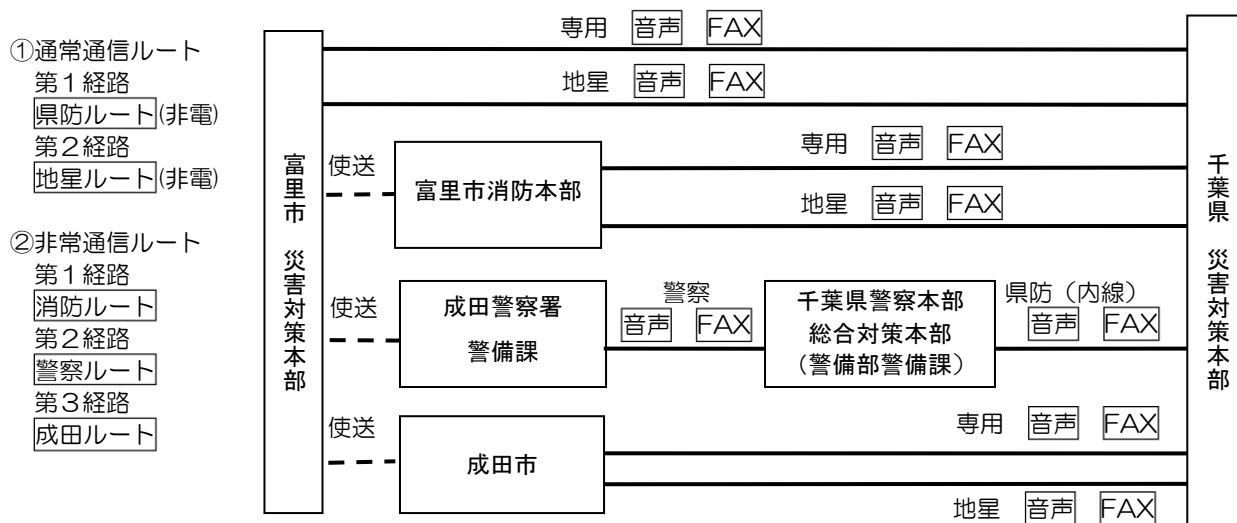 ①通常通信ルート
第1経路
県防ルート(非電)
第2経路
地星ルート(非電)
②非常通信ルート
第1経路
消防ルート
第2経路
警察ルート
第3経路
成田ルート
富里市 災害対策本部
専用 音声 FAX
地星 音声 FAX
使送
富里市消防本部
専用 音声 FAX
地星 音声 FAX
使送
成田警察署
警備課
警察
音声 FAX
千葉県警察本部
総合対策本部
(警備部警備課)
県防(内線)
音声 FAX
使送
成田市
専用 音声 FAX
地星 音声 FAX
千葉県 災害対策本部